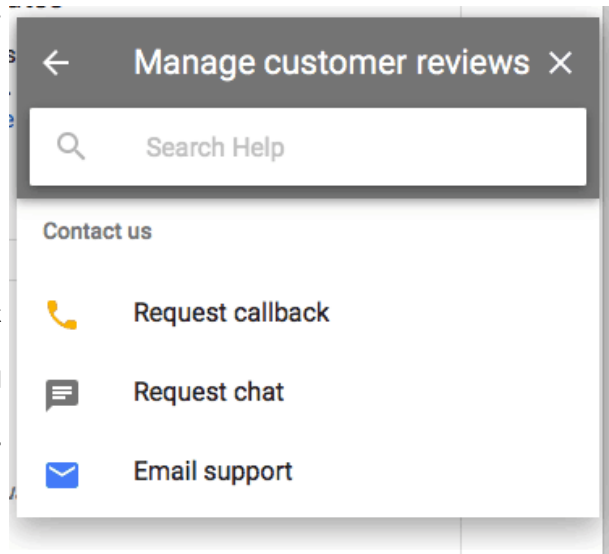 Manage customer reviews
Search Help
Contact us
Request callback
Request chat
Email support